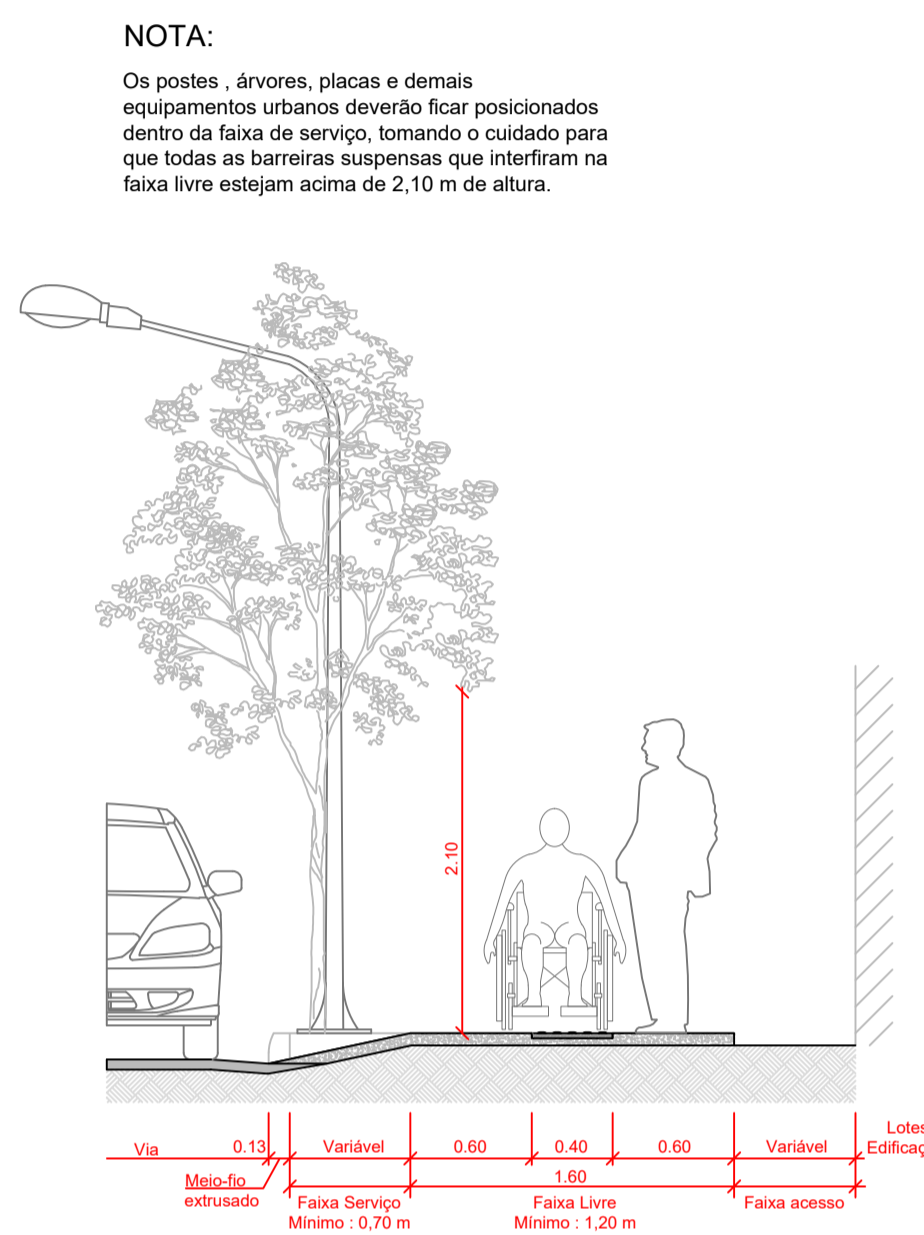 NOTA:
Os postes , árvores, placas e demais
equipamentos urbanos deverão ficar posicionados
dentro da faixa de serviço, tomando o cuidado para
que todas as barreiras suspensas que interfiram na
faixa livre estejam acima de 2,10 m de altura.
2.10
Via
0.13
Variável
0.60
0.40
0.60
Variável
Lotes
Edificaç
Meio-fio
extrusado
1.60
Faixa Serviço
Mínimo : 0,70 m
Faixa Livre
Mínimo : 1,20 m
Faixa acesso